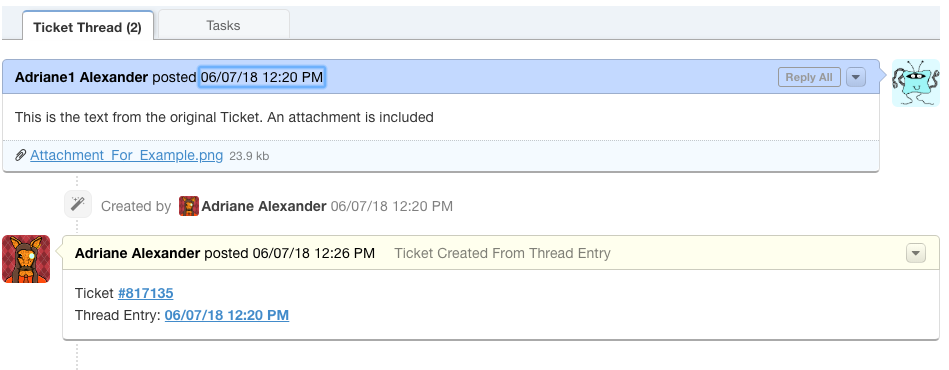 Ticket Thread (2) Tasks
Adriane1 Alexander posted 06/07/18 12:20 PM Reply All
This is the text from the original Ticket. An attachment is included
Attachment_For_Example.png 23.9 kb
Created by Adriane Alexander 06/07/18 12:20 PM
Adriane Alexander posted 06/07/18 12:26 PM Ticket Created From Thread Entry
Ticket #817135
Thread Entry: 06/07/18 12:20 PM